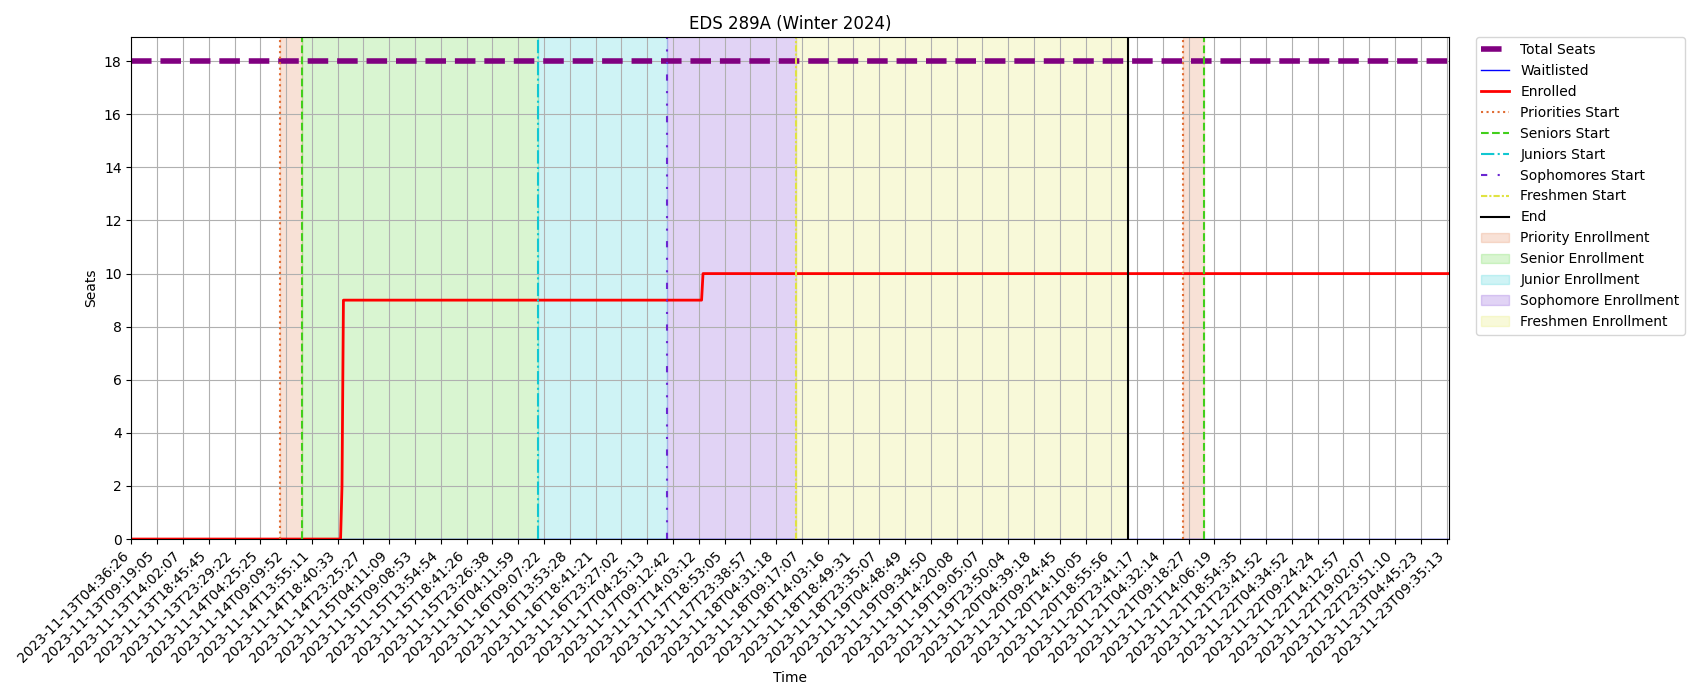 EDS 289A (Winter 2024)
Seats
18
16
14
12
10
8
6
4
2
0
2023-11-13T04:36:26
2023-11-13T09:19:05
2023-11-13T14:02:07
2023-11-13T18:45:45
2023-11-13T23:29:22
2023-11-14T04:25:25
2023-11-14T09:09:52
2023-11-14T13:55:11
2023-11-14T18:40:33
2023-11-14T23:25:27
2023-11-15T04:11:09
2023-11-15T09:08:53
2023-11-15T13:54:54
2023-11-15T18:41:26
2023-11-15T23:26:38
2023-11-16T04:11:59
2023-11-16T09:07:22
2023-11-16T13:53:28
2023-11-16T18:41:21
2023-11-16T23:27:02
2023-11-17T04:25:13
2023-11-17T09:12:42
2023-11-17T14:03:12
2023-11-17T18:53:05
2023-11-17T23:38:57
2023-11-18T04:31:18
2023-11-18T09:17:07
2023-11-18T14:03:16
2023-11-18T18:49:31
2023-11-18T23:35:07
2023-11-19T04:48:49
2023-11-19T09:34:50
2023-11-19T14:20:08
2023-11-19T19:05:07
2023-11-19T23:50:04
2023-11-20T04:39:18
2023-11-20T09:24:45
2023-11-20T14:10:05
2023-11-20T18:55:56
2023-11-20T23:41:17
2023-11-21T04:32:14
2023-11-21T09:18:27
2023-11-21T14:06:19
2023-11-21T18:54:35
2023-11-21T23:41:52
2023-11-22T04:34:52
2023-11-22T09:24:24
2023-11-22T14:12:57
2023-11-22T19:02:07
2023-11-22T23:51:10
2023-11-23T04:45:23
2023-11-23T09:35:13
Time
Total Seats
Waitlisted
Enrolled
Priorities Start
Seniors Start
Juniors Start
Sophomores Start
Freshmen Start
End
Priority Enrollment
Senior Enrollment
Junior Enrollment
Sophomore Enrollment
Freshmen Enrollment